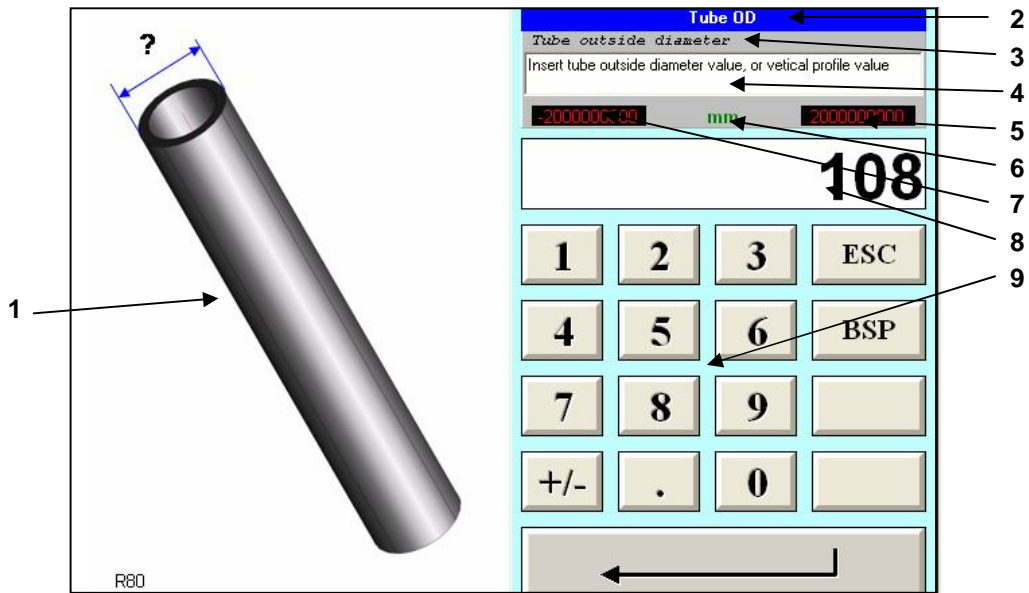 Tube OD
2
?
Tube outside diameter
3
Insert tube outside diameter value, or vetical profile value
4
-2000000000 mm 2000000000
5
6
108
7
8
1 2 3 ESC
9
1
4 5 6 BSP
7 8 9
+/- . 0
R80